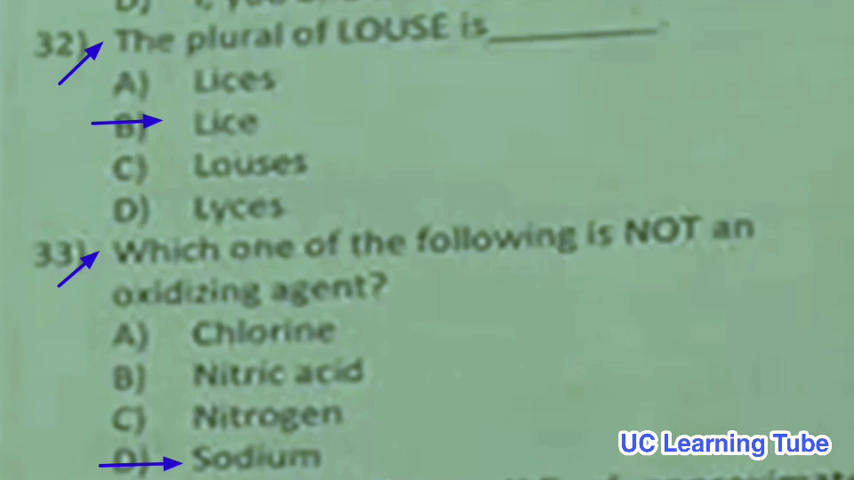 32) The plural of LOUSE is__________.
A) Lices
B) Lice
C) Louses
D) Lyces
33) Which one of the following is NOT an
oxidizing agent?
A) Chlorine
B) Nitric acid
C) Nitrogen
D) Sodium
UC Learning Tube